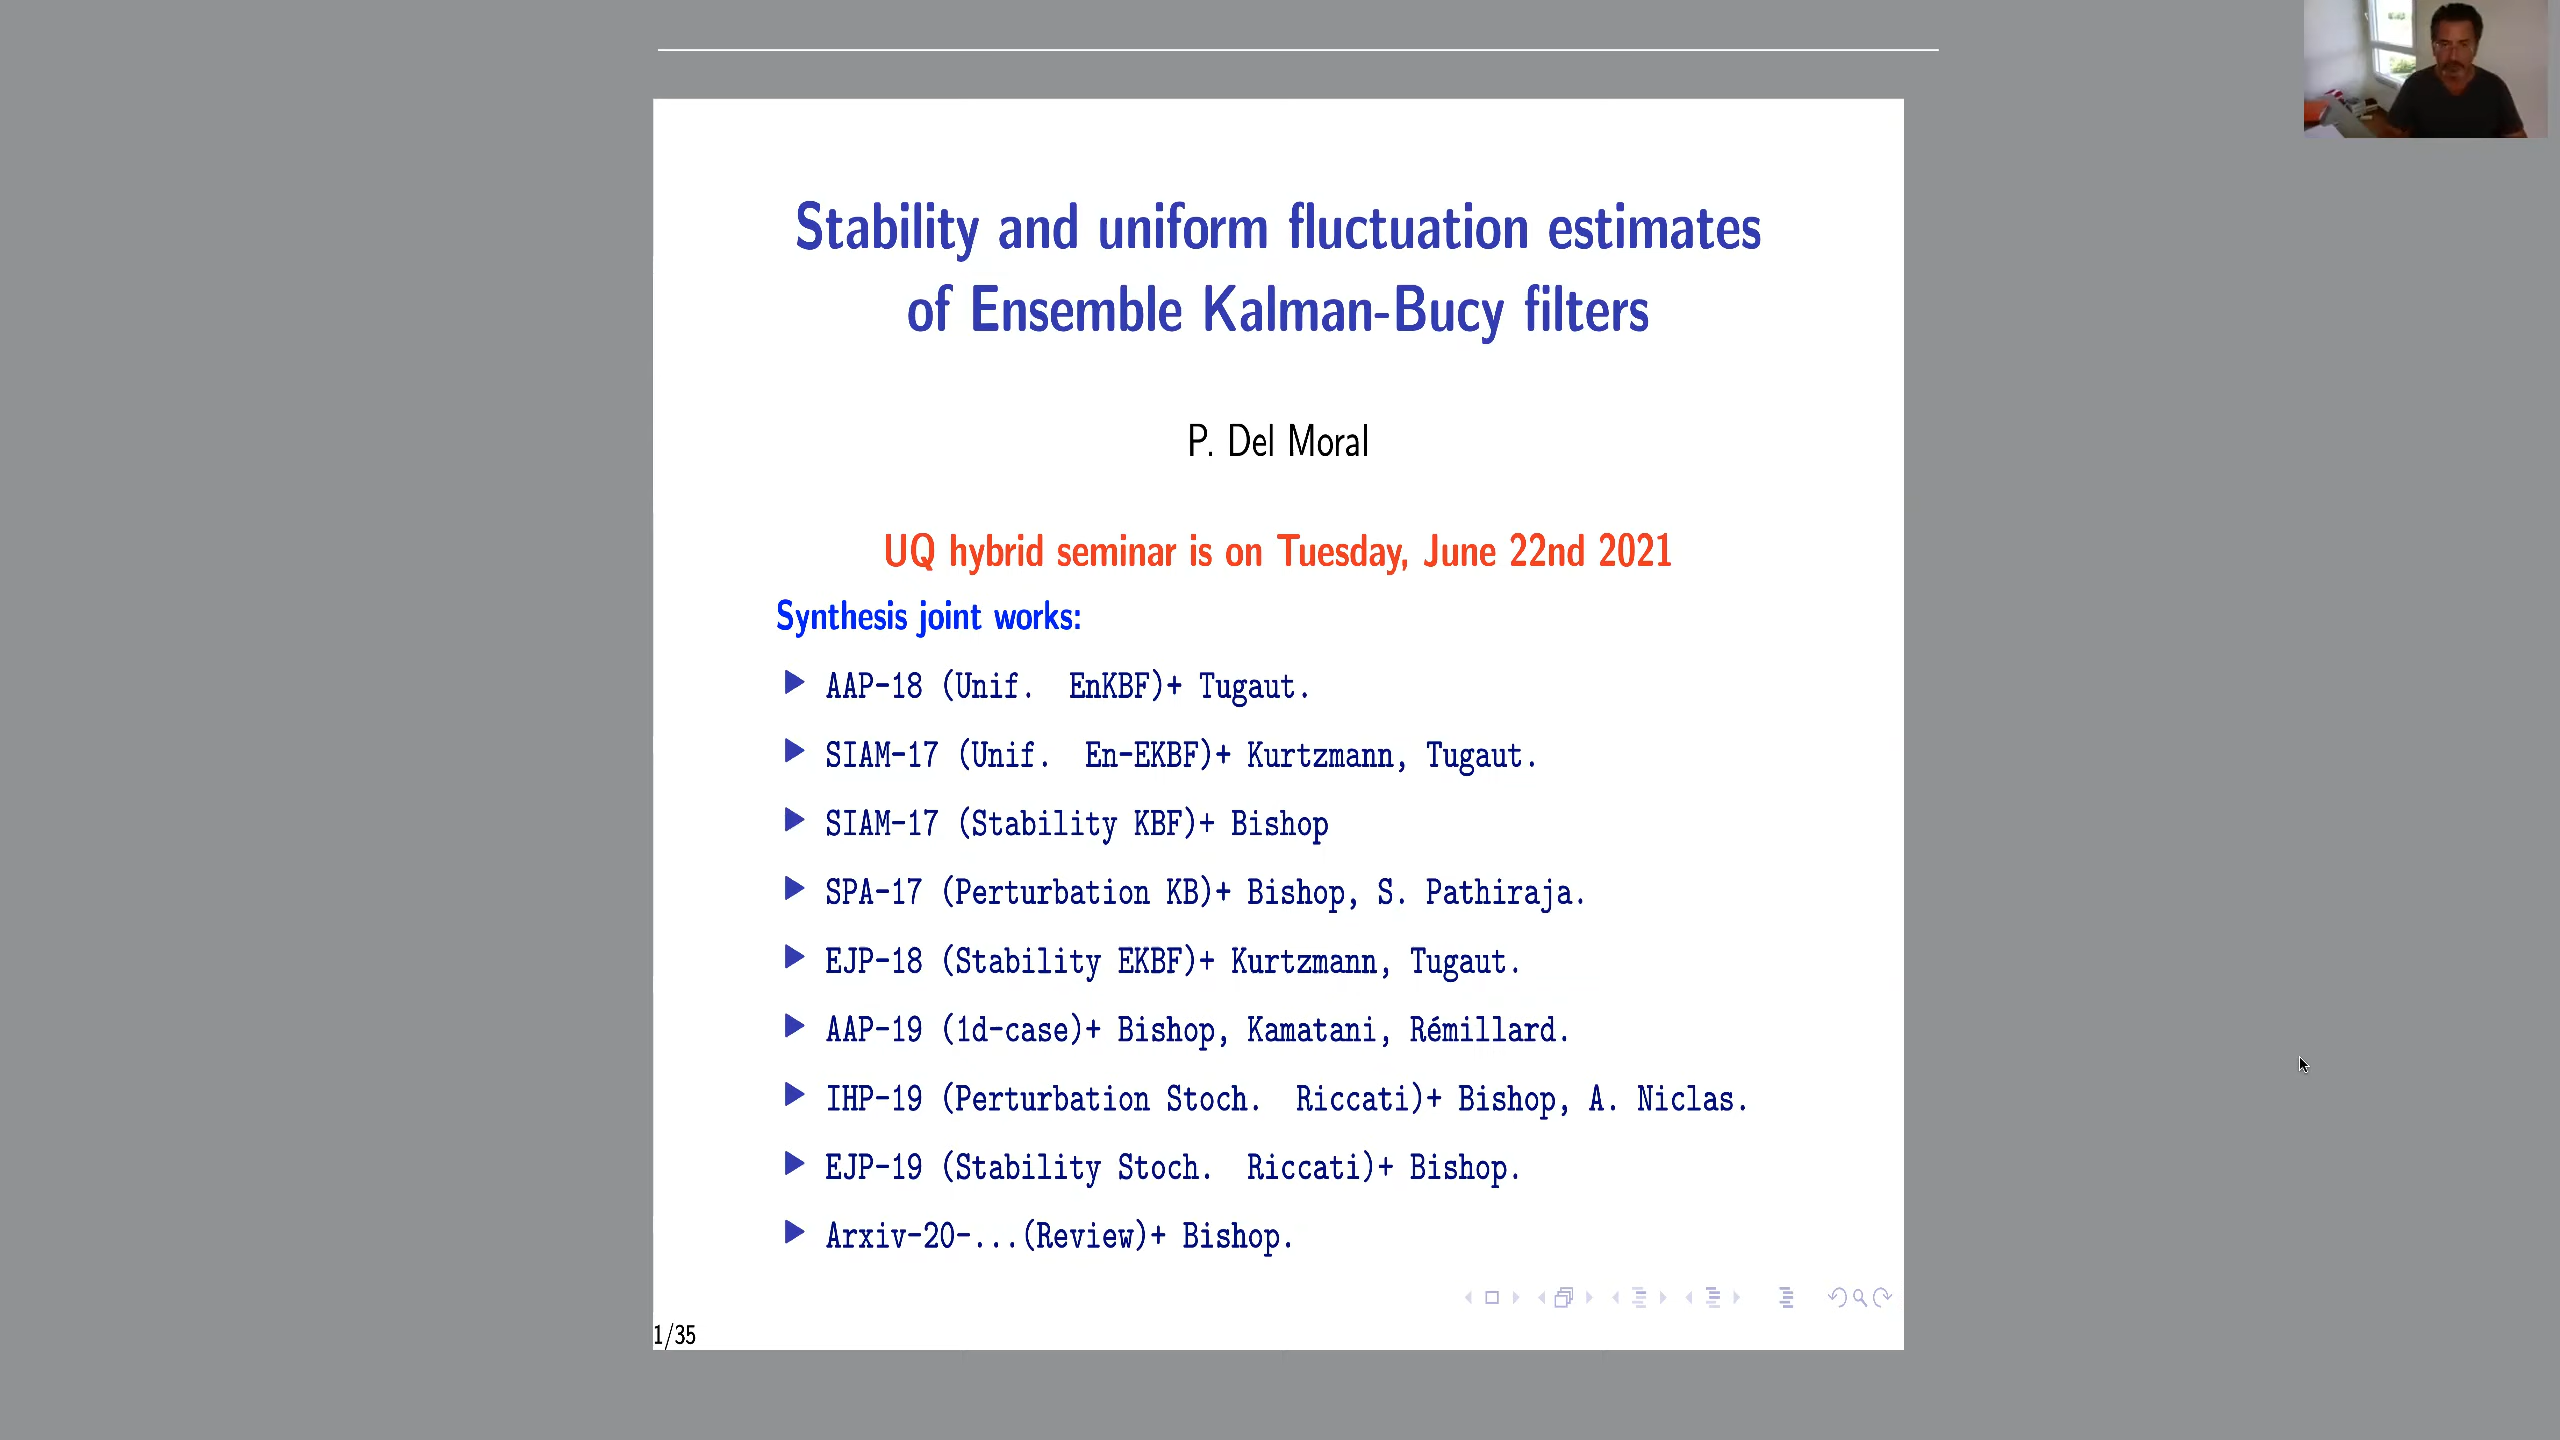 Stability and uniform fluctuation estimates
of Ensemble Kalman-Bucy filters
P. Del Moral
UQ hybrid seminar is on Tuesday, June 22nd 2021
Synthesis joint works:
AAP-18 (Unif. EnKBF)+ Tugaut.
SIAM-17 (Unif. En-EKBF)+ Kurtzmann, Tugaut.
SIAM-17 (Stability KBF)+ Bishop
SPA-17 (Perturbation KB)+ Bishop, S. Pathiraja.
EJP-18 (Stability EKBF)+ Kurtzmann, Tugaut.
AAP-19 (1d-case)+ Bishop, Kamatani, Rémillard.
IHP-19 (Perturbation Stoch. Riccati)+ Bishop, A. Niclas.
EJP-19 (Stability Stoch. Riccati)+ Bishop.
Arxiv-20-...(Review)+ Bishop.
1/35